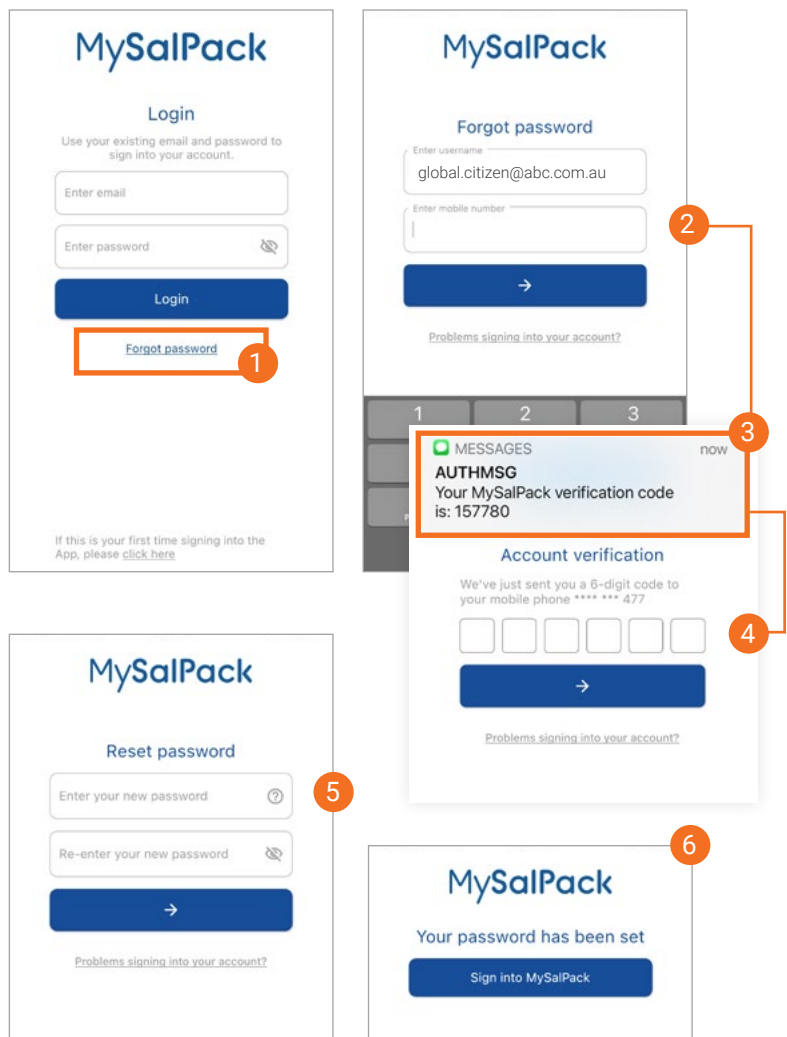 MySalPack
Login
Use your existing email and password to
sign into your account.
Enter email
Enter password
Login
Forgot password
1
If this is your first time signing into the
App, please click here
MySalPack
Forgot password
Enter username
global.citizen@abc.com.au
Enter mobile number
2
→
Problems signing into your account?
1 2 3
3
MESSAGES now
AUTHMSG
Your MySalPack verification code
is: 157780
Account verification
We've just sent you a 6-digit code to
your mobile phone **** *** 477
4
→
Problems signing into your account?
MySalPack
Reset password
Enter your new password
5
Re-enter your new password
→
Problems signing into your account?
6
MySalPack
Your password has been set
Sign into MySalPack